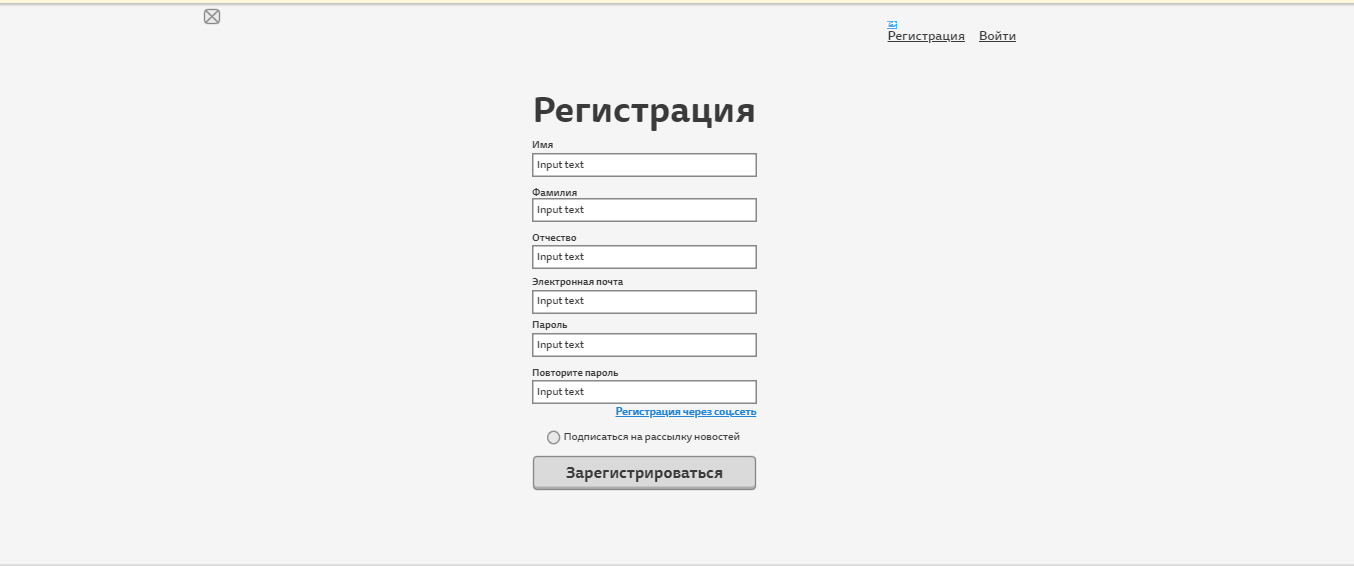 Регистрация Войти
Регистрация
Имя
Input text
Фамилия
Input text
Отчество
Input text
Электронная почта
Input text
Пароль
Input text
Повторите пароль
Input text
Регистрация через соц.сеть
Подписаться на рассылку новостей
Зарегистрироваться